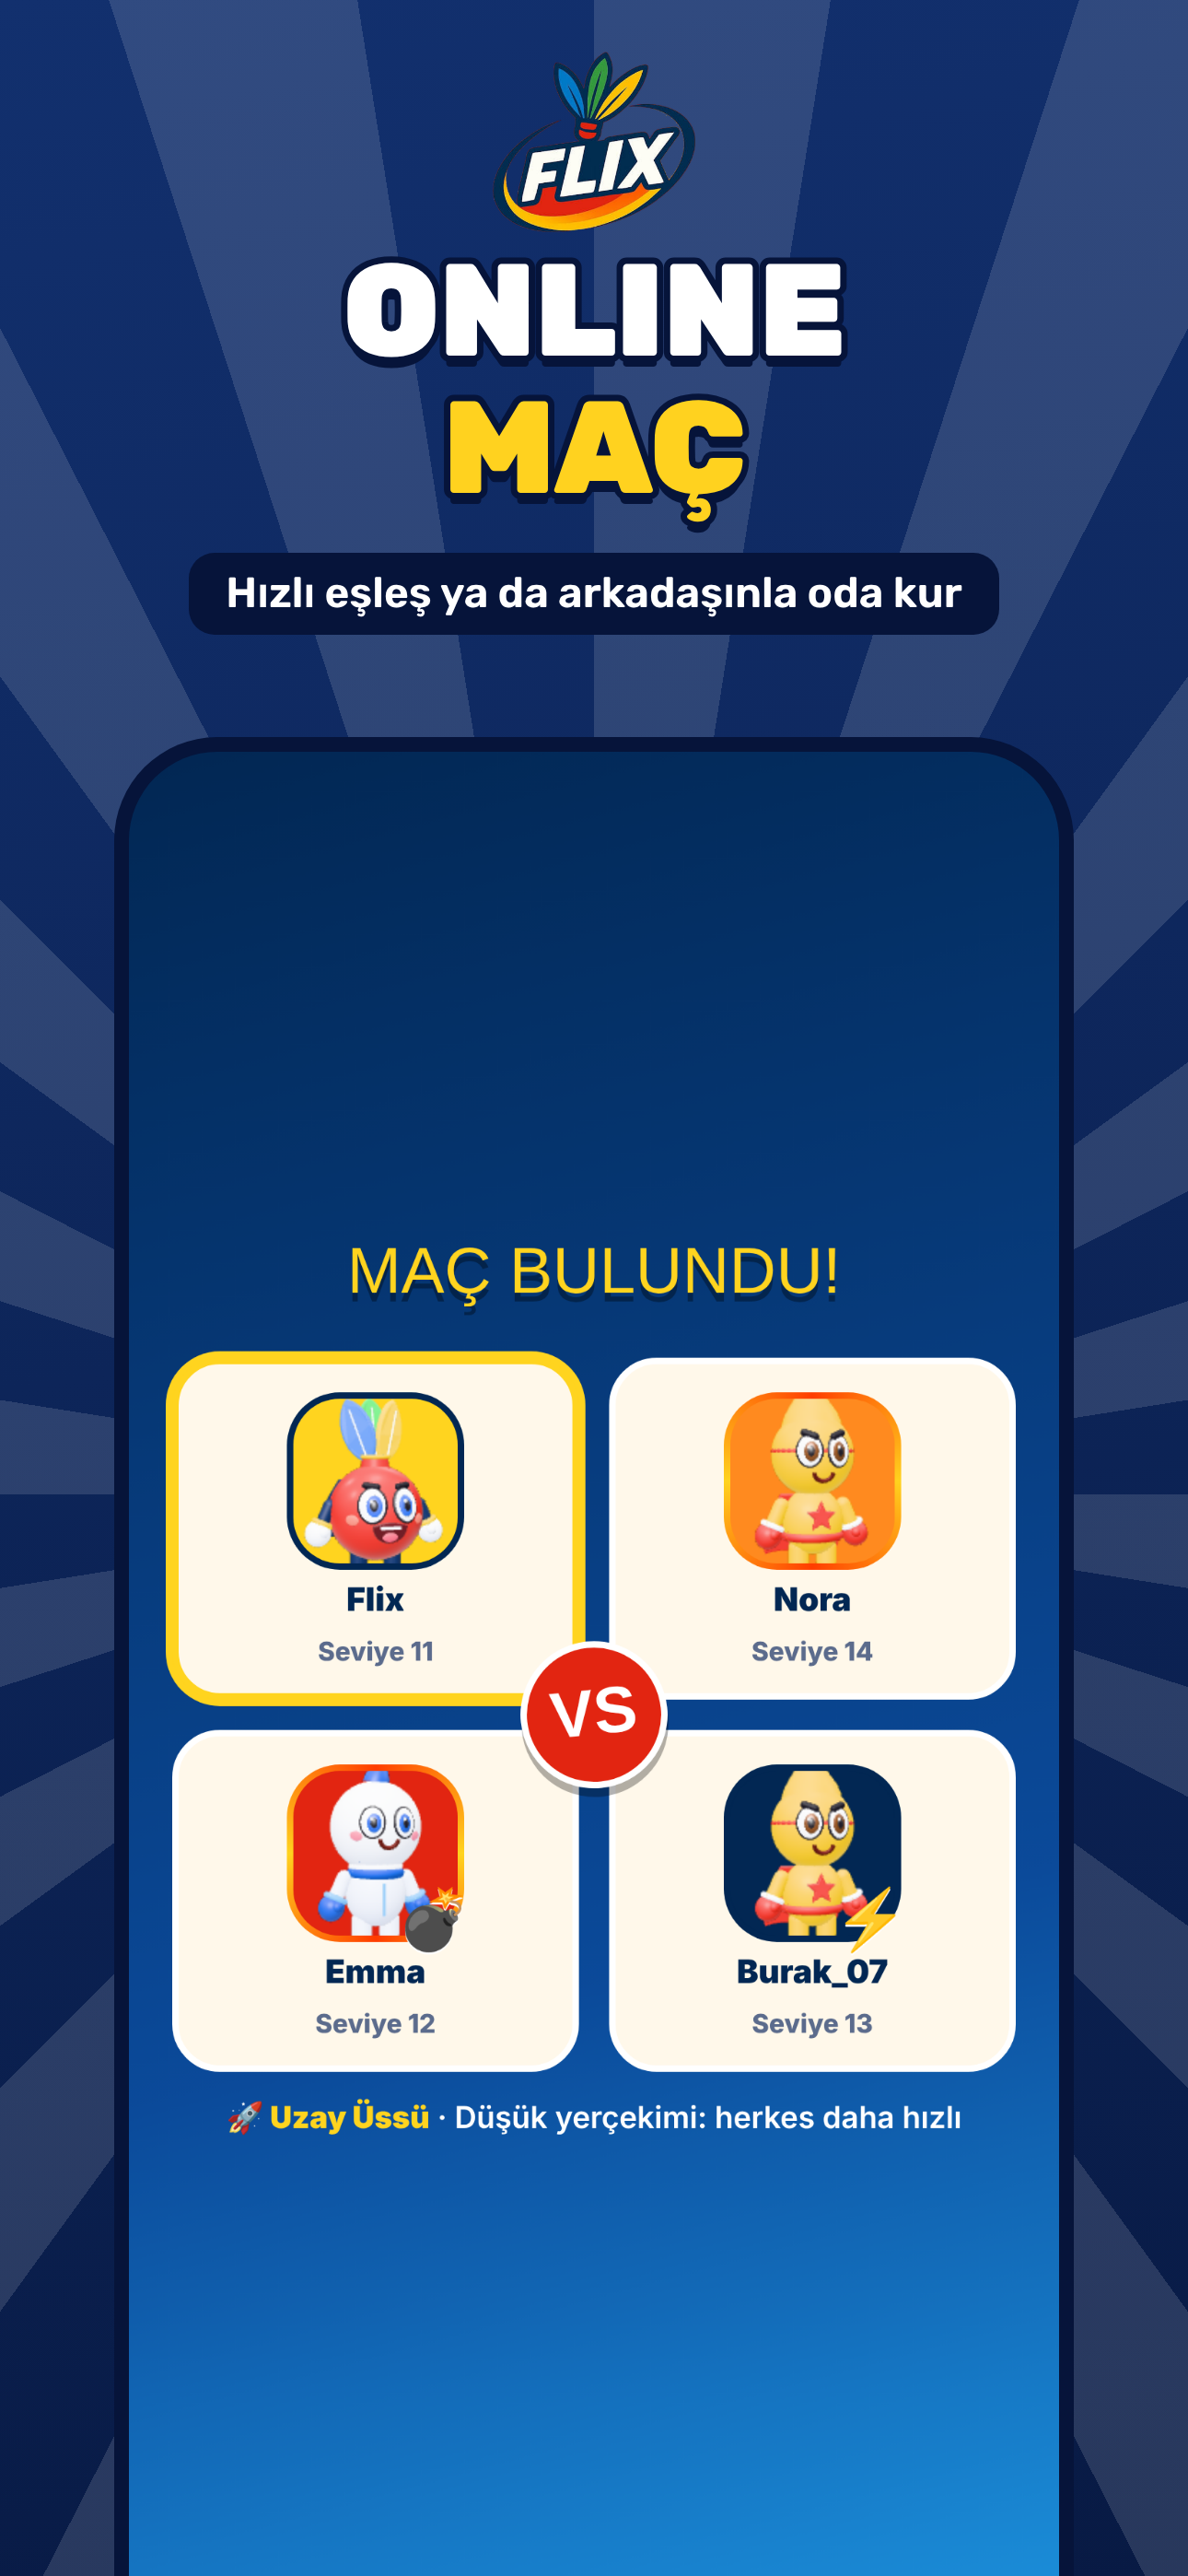 FLIX
ONLINE
MAÇ
Hızlı eşleş ya da arkadaşınla oda kur
MAÇ BULUNDU!
Flix
Seviye 11
Nora
Seviye 14
VS
Emma
Seviye 12
Burak_07
Seviye 13
🚀 Uzay Üssü · Düşük yerçekimi: herkes daha hızlı